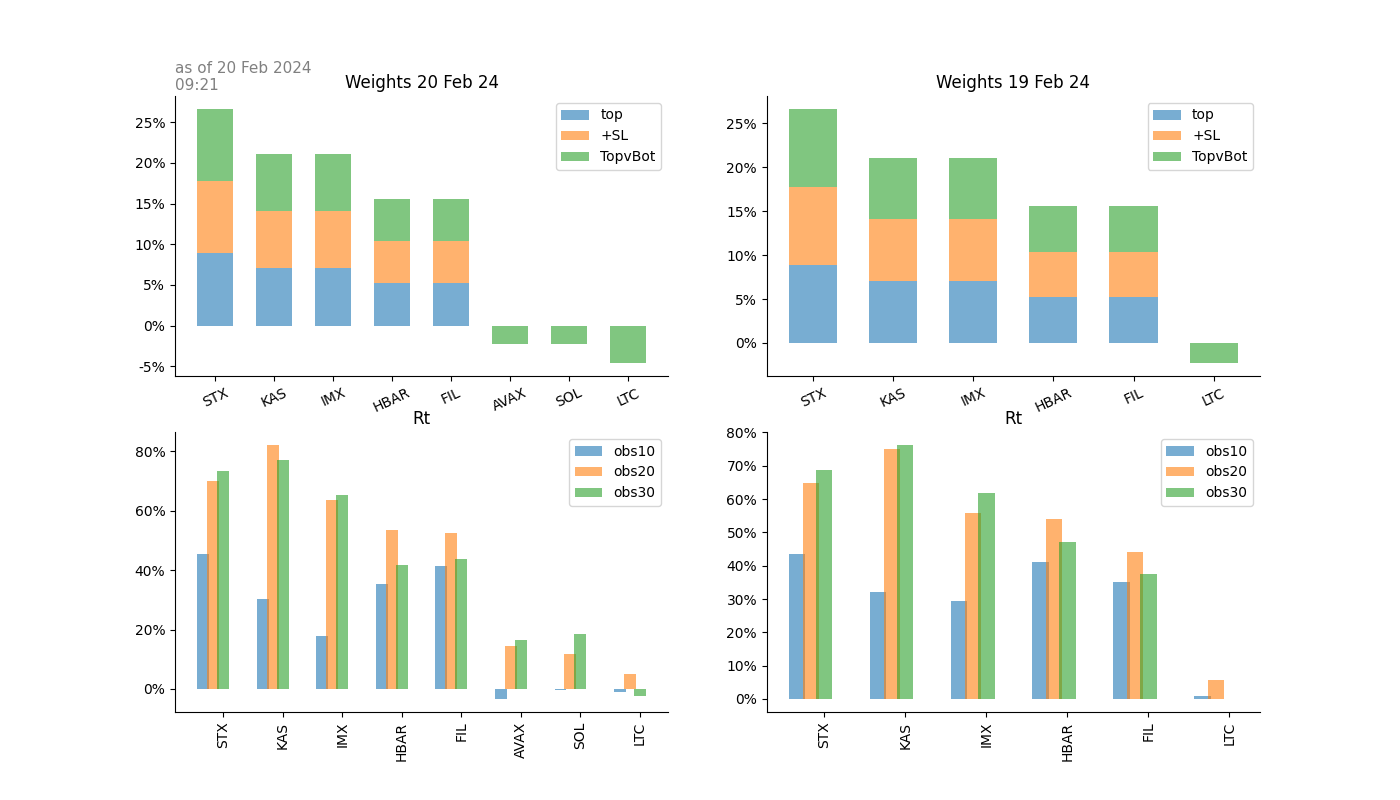 as of 20 Feb 2024
09:21
Weights 20 Feb 24
25%
20%
15%
10%
5%
0%
-5%
top
+SL
TopvBot
STX
KAS
IMX
HBAR
FIL
AVAX
SOL
LTC
Weights 19 Feb 24
25%
20%
15%
10%
5%
0%
top
+SL
TopvBot
STX
KAS
IMX
HBAR
FIL
LTC
Rt
80%
60%
40%
20%
0%
obs10
obs20
obs30
STX
KAS
IMX
HBAR
FIL
AVAX
SOL
LTC
Rt
80%
70%
60%
50%
40%
30%
20%
10%
0%
obs10
obs20
obs30
STX
KAS
IMX
HBAR
FIL
LTC